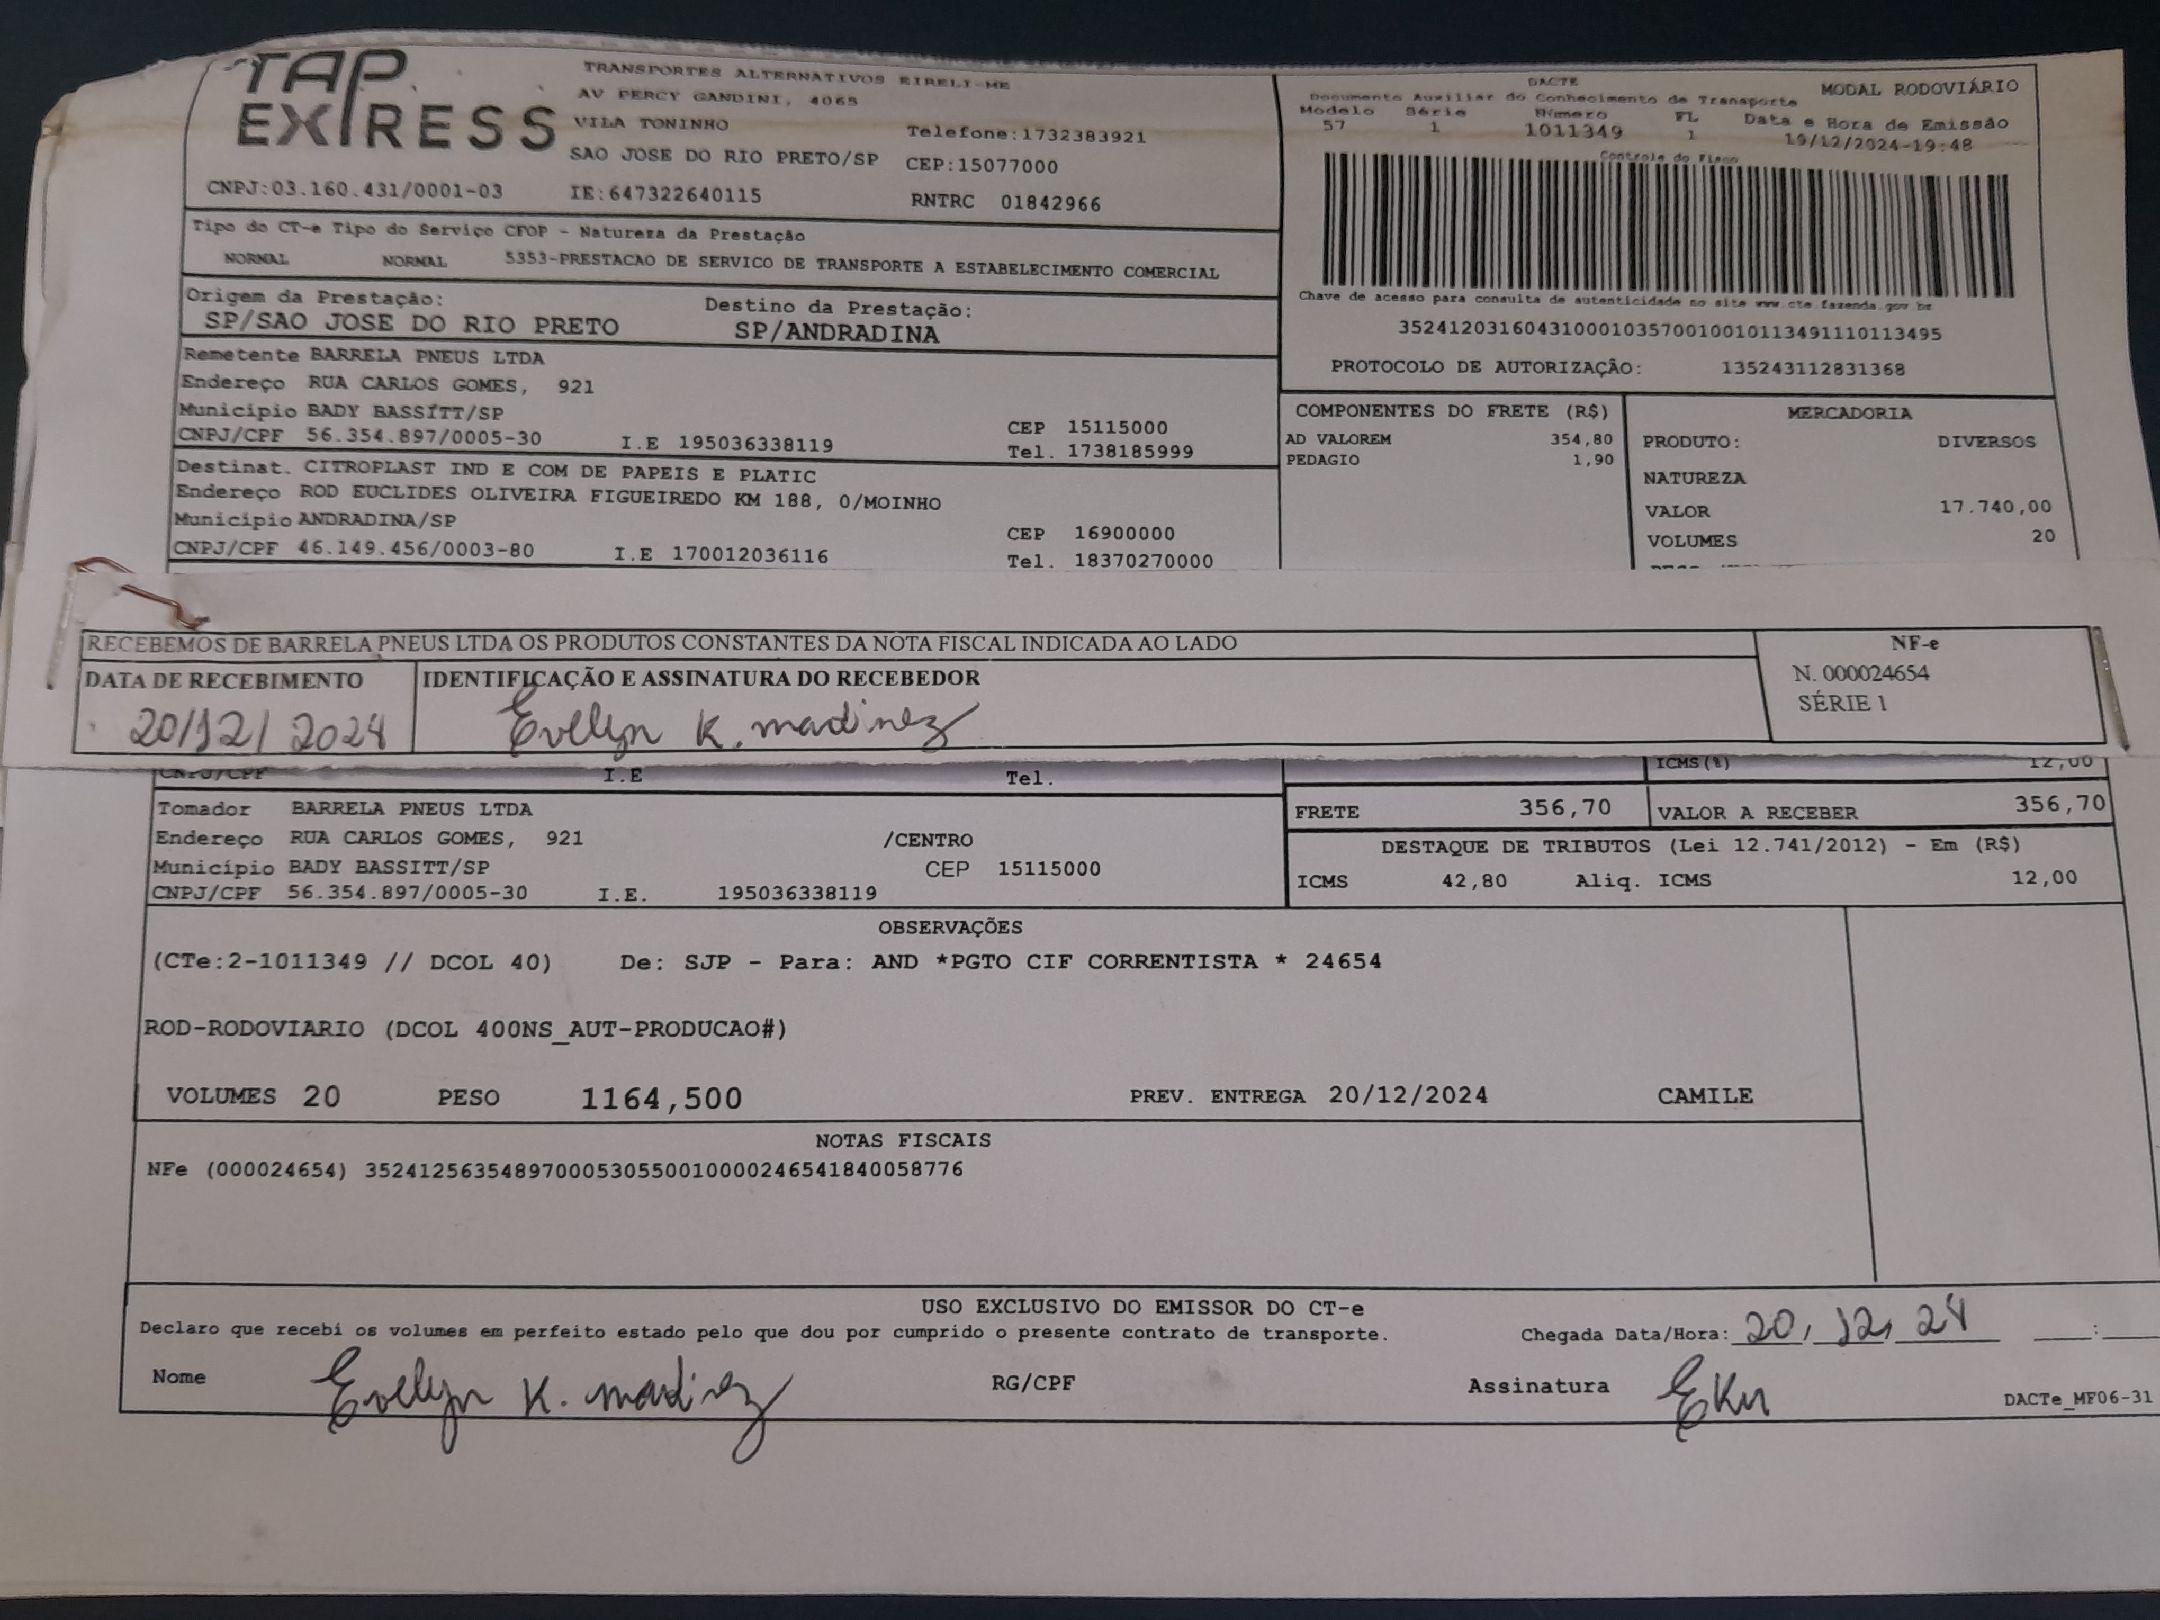 TAP EXPRESS
TRANSPORTES ALTERNATIVOS EIRELI-ME
AV PERCY GANDINI, 4065
VILA TONINHO Telefone:1732383921
SAO JOSE DO RIO PRETO/SP CEP:15077000
CNPJ:03.160.431/0001-03 IE:647322640115 RNTRC 01842966
DACTE MODAL RODOVIÁRIO
Documento Auxiliar do Conhecimento de Transporte
Modelo Série Número FL Data e Hora de Emissão
57 1 1011349 1 19/12/2024-19:48
Controle do Fisco
Chave de acesso para consulta de autenticidade no site www.cte.fazenda.gov.br
35241203160431000103570010010113491110113495
PROTOCOLO DE AUTORIZAÇÃO: 135243112831368
Tipo do CT-e Tipo do Serviço CFOP - Natureza da Prestação
NORMAL NORMAL 5353-PRESTACAO DE SERVICO DE TRANSPORTE A ESTABELECIMENTO COMERCIAL
Origem da Prestação: Destino da Prestação:
SP/SAO JOSE DO RIO PRETO SP/ANDRADINA
Remetente BARRELA PNEUS LTDA
Endereço RUA CARLOS GOMES, 921
Município BADY BASSITT/SP CEP 15115000
CNPJ/CPF 56.354.897/0005-30 I.E 195036338119 Tel. 1738185999
Destinat. CITROPLAST IND E COM DE PAPEIS E PLATIC
Endereço ROD EUCLIDES OLIVEIRA FIGUEIREDO KM 188, 0/MOINHO
Município ANDRADINA/SP CEP 16900000
CNPJ/CPF 46.149.456/0003-80 I.E 170012036116 Tel. 18370270000
COMPONENTES DO FRETE (R$)
AD VALOREM 354,80
PEDAGIO 1,90
MERCADORIA
PRODUTO: DIVERSOS
NATUREZA
VALOR 17.740,00
VOLUMES 20
RECEBEMOS DE BARRELA PNEUS LTDA OS PRODUTOS CONSTANTES DA NOTA FISCAL INDICADA AO LADO
DATA DE RECEBIMENTO IDENTIFICAÇÃO E ASSINATURA DO RECEBEDOR
20/12/2024 Evelyn K. madinez
NF-e
N. 000024654
SÉRIE 1
CNPJ/CPF I.E Tel.
ICMS(%) 12,00
Tomador BARRELA PNEUS LTDA
Endereço RUA CARLOS GOMES, 921 /CENTRO
Município BADY BASSITT/SP CEP 15115000
CNPJ/CPF 56.354.897/0005-30 I.E. 195036338119
FRETE 356,70 VALOR A RECEBER 356,70
DESTAQUE DE TRIBUTOS (Lei 12.741/2012) - Em (R$)
ICMS 42,80 Aliq. ICMS 12,00
OBSERVAÇÕES
(CTe:2-1011349 // DCOL 40) De: SJP - Para: AND *PGTO CIF CORRENTISTA * 24654
ROD-RODOVIARIO (DCOL 400NS_AUT-PRODUCAO#)
VOLUMES 20 PESO 1164,500 PREV. ENTREGA 20/12/2024 CAMILE
NOTAS FISCAIS
NFe (000024654) 35241256354897000530550010000246541840058776
USO EXCLUSIVO DO EMISSOR DO CT-e
Declaro que recebi os volumes em perfeito estado pelo que dou por cumprido o presente contrato de transporte. Chegada Data/Hora: 20, 12, 24 :
Nome Evelyn K. madinez RG/CPF Assinatura EKM
DACTe_MF06-31